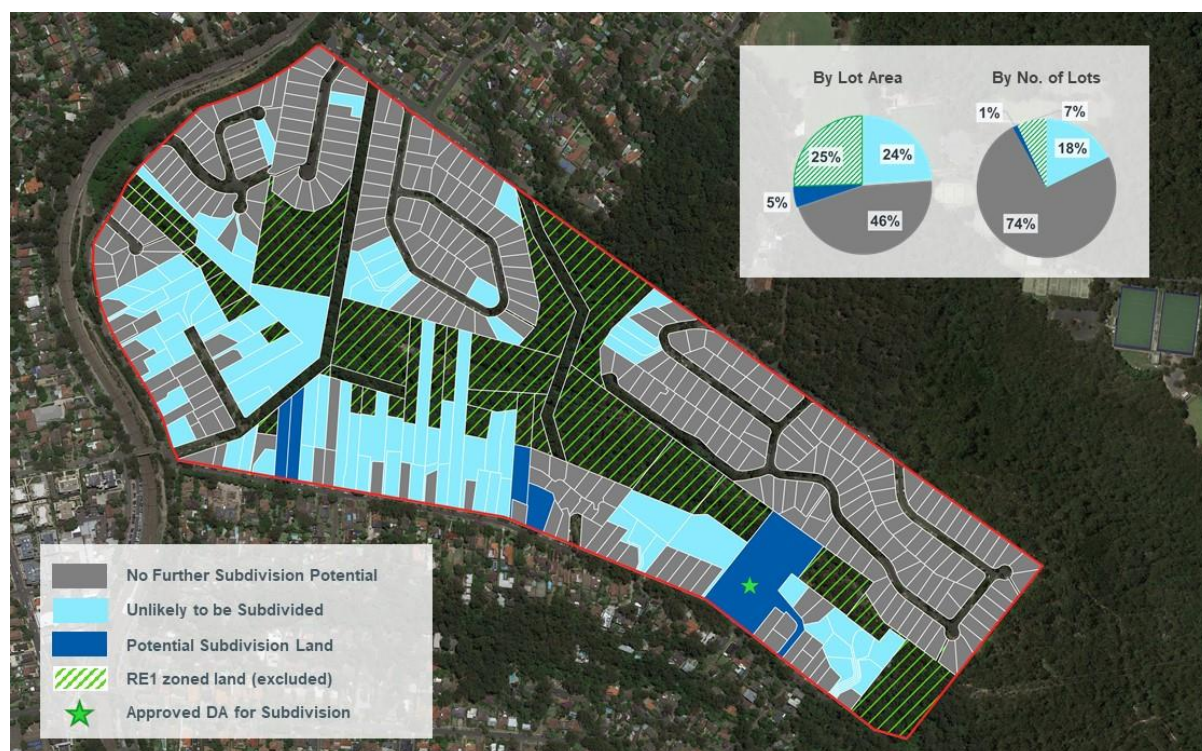 By Lot Area
By No. of Lots
25%
24%
5%
46%
1%
7%
18%
74%
No Further Subdivision Potential
Unlikely to be Subdivided
Potential Subdivision Land
RE1 zoned land (excluded)
Approved DA for Subdivision